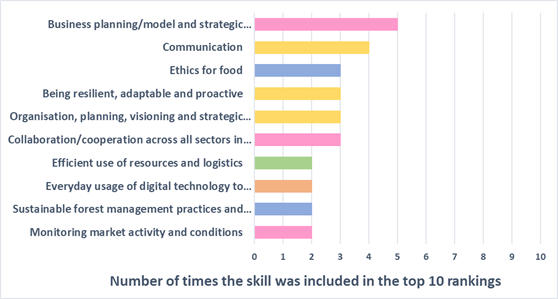 Business planning/model and strategic...
Communication
Ethics for food
Being resilient, adaptable and proactive
Organisation, planning, visioning and strategic...
Collaboration/cooperation across all sectors in...
Efficient use of resources and logistics
Everyday usage of digital technology to...
Sustainable forest management practices and...
Monitoring market activity and conditions
0 1 2 3 4 5 6 7 8 9 10
Number of times the skill was included in the top 10 rankings